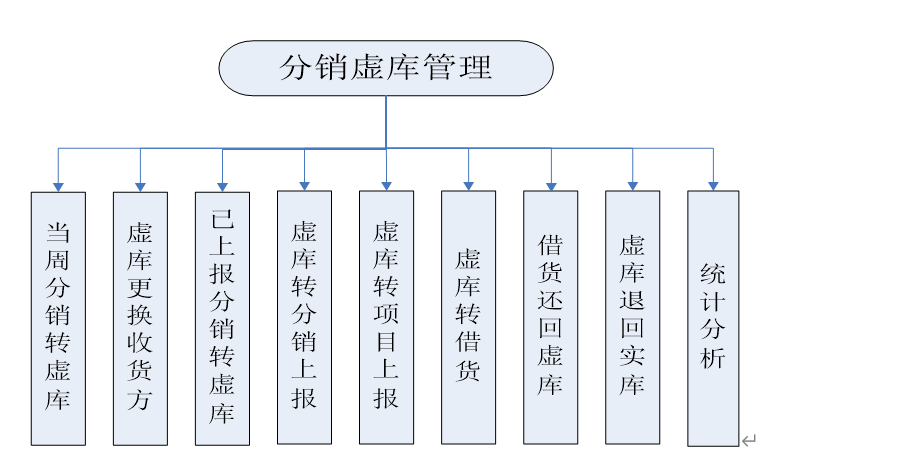 分销虚库管理
当周分销转虚库
虚库更换收货方
已上报分销转虚库
虚库转分销上报
虚库转项目上报
虚库转借货
借货还回虚库
虚库退回实库
统计分析